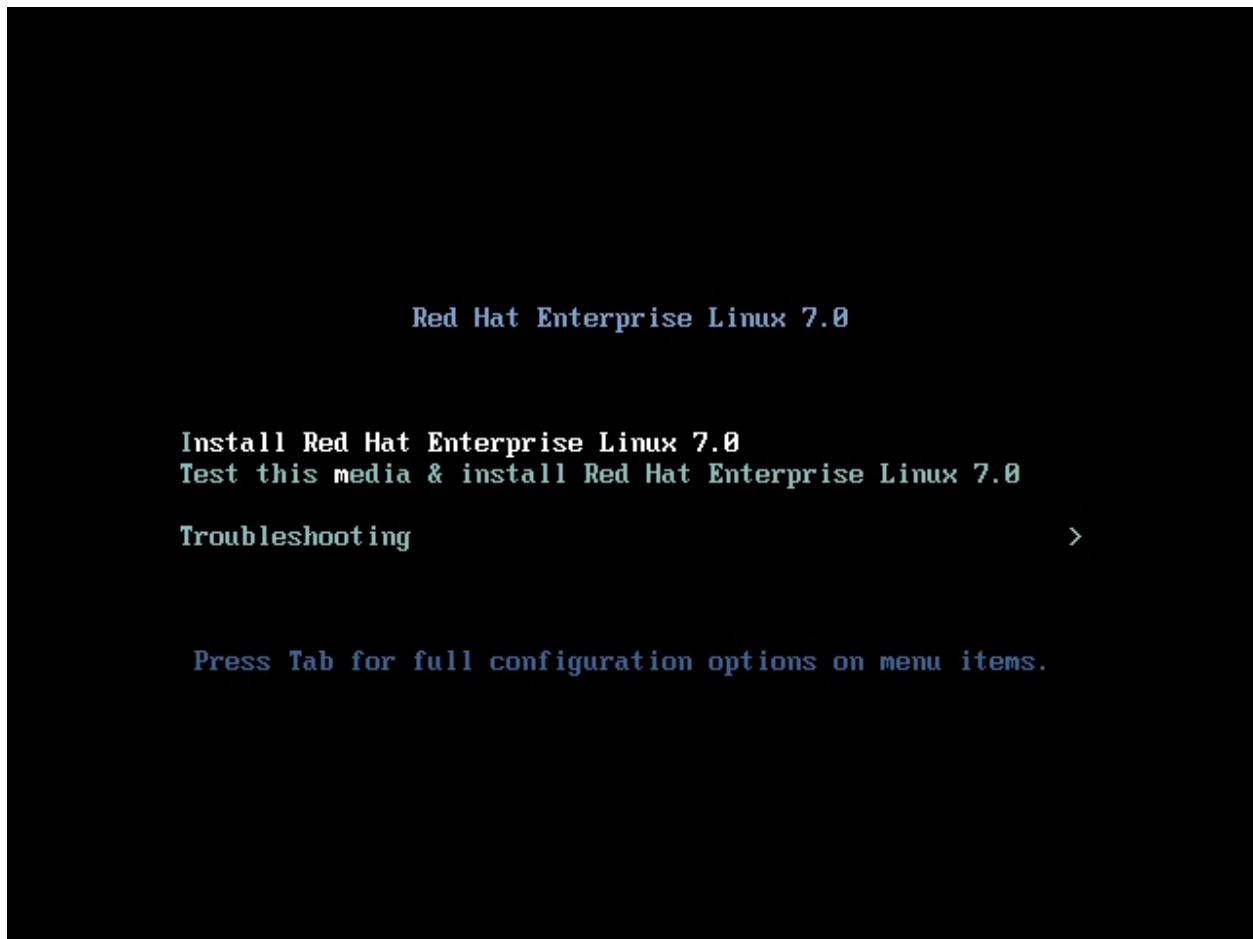 Red Hat Enterprise Linux 7.0
Install Red Hat Enterprise Linux 7.0
Test this media & install Red Hat Enterprise Linux 7.0
Troubleshooting >
Press Tab for full configuration options on menu items.